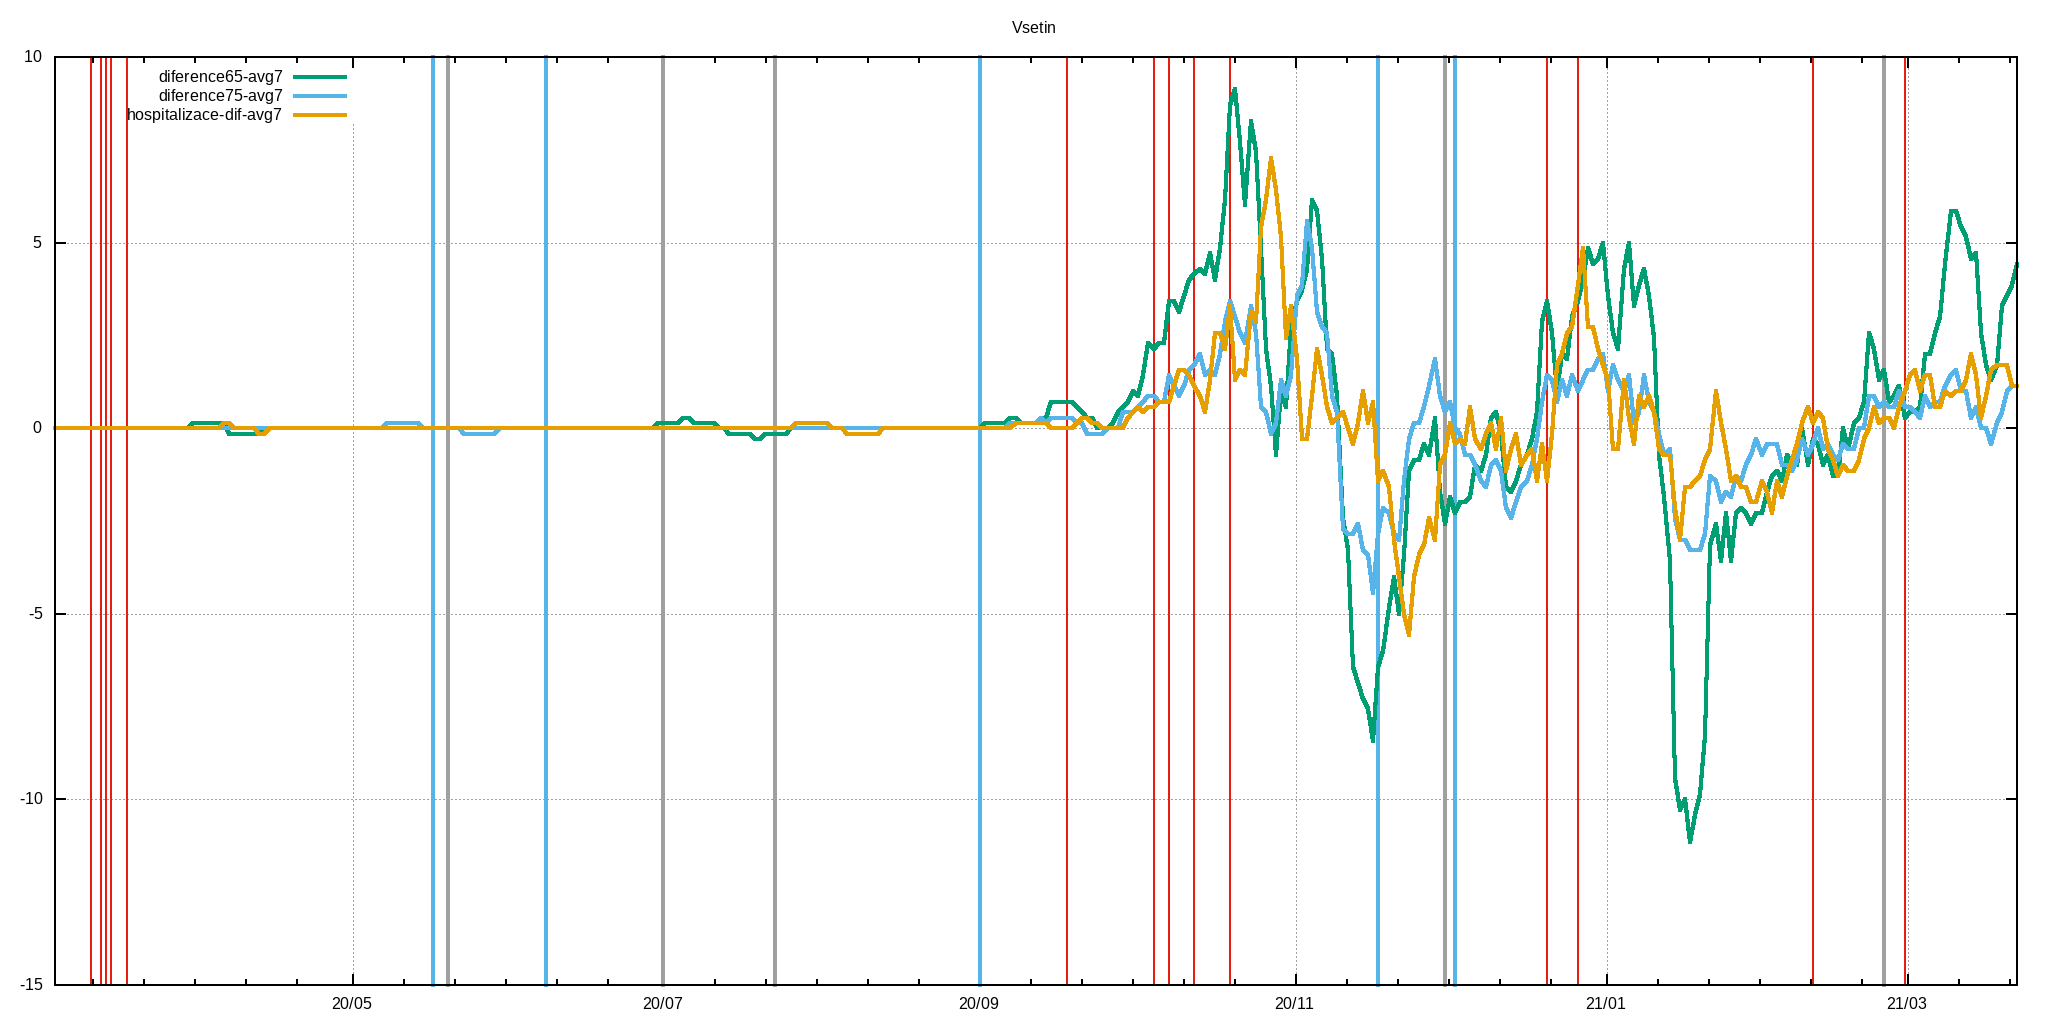 Vsetin
10
diference65-avg7
diference75-avg7
hospitalizace-dif-avg7
5
0
-5
-10
-15
20/05 20/07 20/09 20/11 21/01 21/03